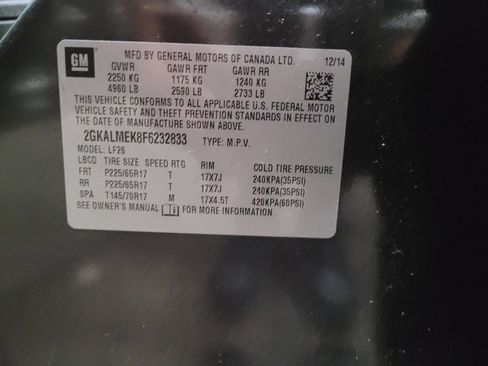 GM
MFD BY GENERAL MOTORS OF CANADA LTD. 12/14
GVWR GAWR FRT GAWR RR
2250 KG 1175 KG 1240 KG
4960 LB 2590 LB 2733 LB
THIS VEHICLE CONFORMS TO ALL APPLICABLE U.S. FEDERAL MOTOR
VEHICLE SAFETY AND THEFT PREVENTION STANDARDS IN EFFECT ON
THE DATE OF MANUFACTURE SHOWN ABOVE.
2GKALMEK8F6232833 TYPE: M.P.V.
MODEL: LF26
LBCD TIRE SIZE SPEED RTG RIM COLD TIRE PRESSURE
FRT P225/65R17 T 17X7J 240KPA(35PSI)
RR P225/65R17 T 17X7J 240KPA(35PSI)
SPA T145/70R17 M 17X4.5T 420KPA(60PSI)
SEE OWNER'S MANUAL i FOR MORE INFORMATION.